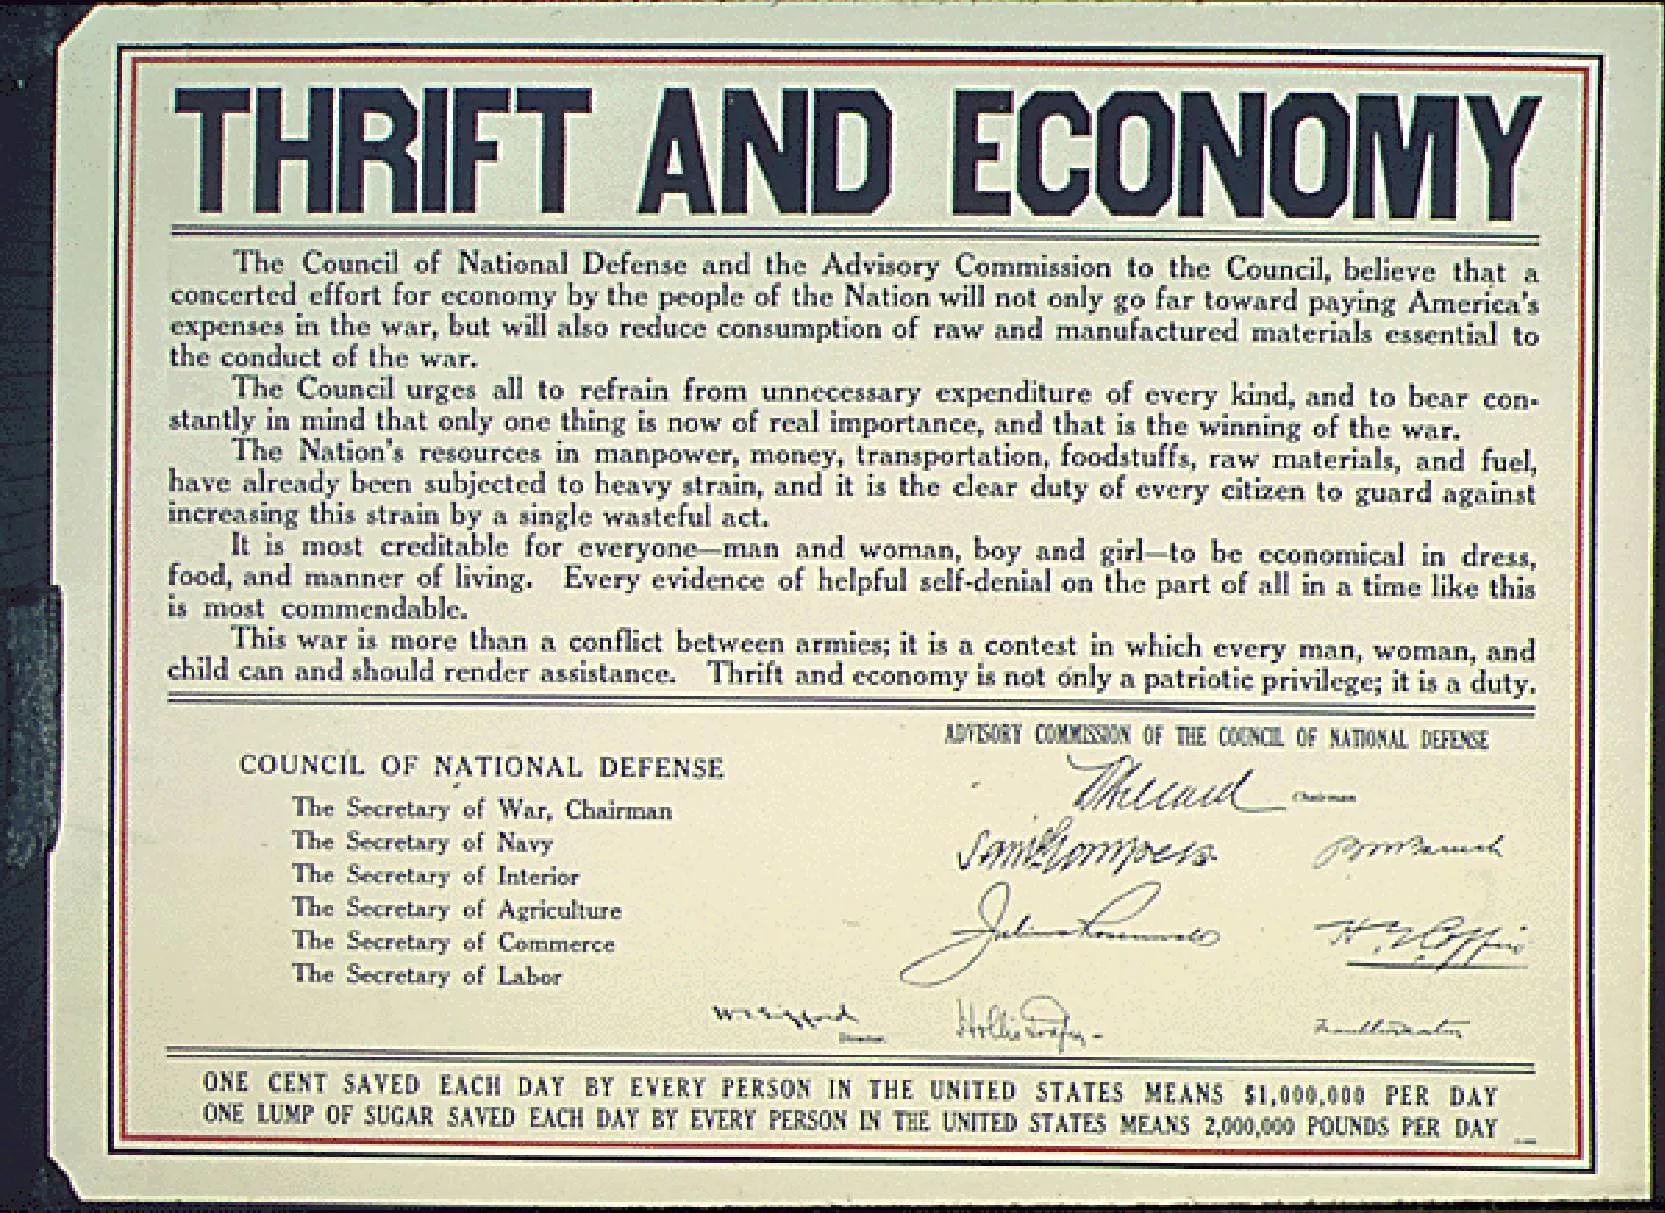 THRIFT AND ECONOMY
The Council of National Defense and the Advisory Commission to the Council, believe that a
concerted effort for economy by the people of the Nation will not only go far toward paying America's
expenses in the war, but will also reduce consumption of raw and manufactured materials essential to
the conduct of the war.
The Council urges all to refrain from unnecessary expenditure of every kind, and to bear con-
stantly in mind that only one thing is now of real importance, and that is the winning of the war.
The Nation's resources in manpower, money, transportation, foodstuffs, raw materials, and fuel,
have already been subjected to heavy strain, and it is the clear duty of every citizen to guard against
increasing this strain by a single wasteful act.
It is most creditable for everyone—man and woman, boy and girl—to be economical in dress,
food, and manner of living. Every evidence of helpful self-denial on the part of all in a time like this
is most commendable.
This war is more than a conflict between armies; it is a contest in which every man, woman, and
child can and should render assistance. Thrift and economy is not only a patriotic privilege; it is a duty.
COUNCIL OF NATIONAL DEFENSE
The Secretary of War, Chairman
The Secretary of Navy
The Secretary of Interior
The Secretary of Agriculture
The Secretary of Commerce
The Secretary of Labor
ADVISORY COMMISSION OF THE COUNCIL OF NATIONAL DEFENSE
Willard Chairman
Saml Gompers
Baruch
Julius Rosenwald
Coffin
Gifford
Director
Hollis Godfrey
Franklin Martin
ONE CENT SAVED EACH DAY BY EVERY PERSON IN THE UNITED STATES MEANS $1,000,000 PER DAY
ONE LUMP OF SUGAR SAVED EACH DAY BY EVERY PERSON IN THE UNITED STATES MEANS 2,000,000 POUNDS PER DAY